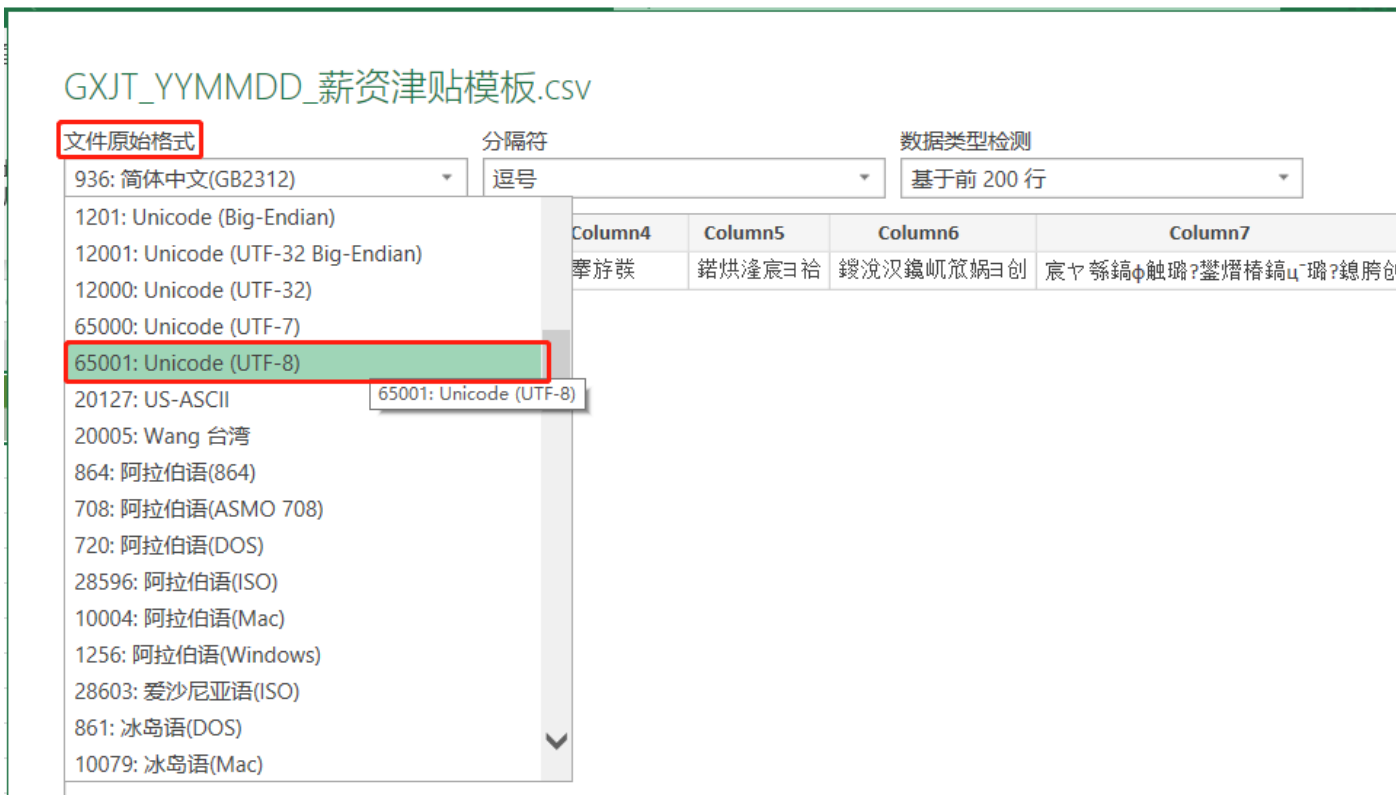 GXJT_YYMMDD_薪资津贴模板.csv
文件原始格式 分隔符 数据类型检测
936: 简体中文(GB2312) 逗号 基于前 200 行
1201: Unicode (Big-Endian)
Column4 Column5 Column6 Column7
12001: Unicode (UTF-32 Big-Endian)
12000: Unicode (UTF-32)
65000: Unicode (UTF-7)
65001: Unicode (UTF-8)
65001: Unicode (UTF-8)
20127: US-ASCII
20005: Wang 台湾
864: 阿拉伯语(864)
708: 阿拉伯语(ASMO 708)
720: 阿拉伯语(DOS)
28596: 阿拉伯语(ISO)
10004: 阿拉伯语(Mac)
1256: 阿拉伯语(Windows)
28603: 爱沙尼亚语(ISO)
861: 冰岛语(DOS)
10079: 冰岛语(Mac)